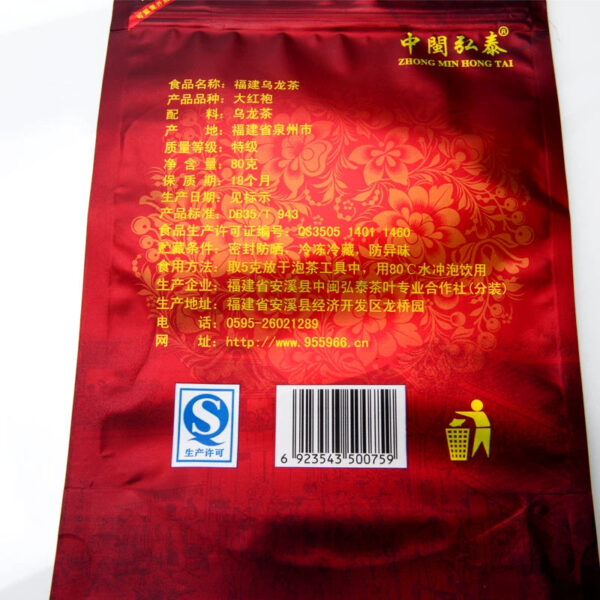 中閩弘泰®
ZHONG MIN HONG TAI
食品名称：福建乌龙茶
产品品种：大红袍
配 料：乌龙茶
产 地：福建省泉州市
质量等级：特级
净 含 量：80克
保 质 期：18个月
生产日期：见标示
产品标准：DB35/T 943
食品生产许可证编号：QS3505 1401 1460
贮藏条件：密封防晒，冷冻冷藏，防异味
食用方法：取5克放于泡茶工具中，用80℃水冲泡饮用
生产企业：福建省安溪县中闽弘泰茶叶专业合作社(分装)
生产地址：福建省安溪县经济开发区龙桥园
电 话：0595-26021289
网 址：http://www.955966.cn
生产许可
6 923543 500759